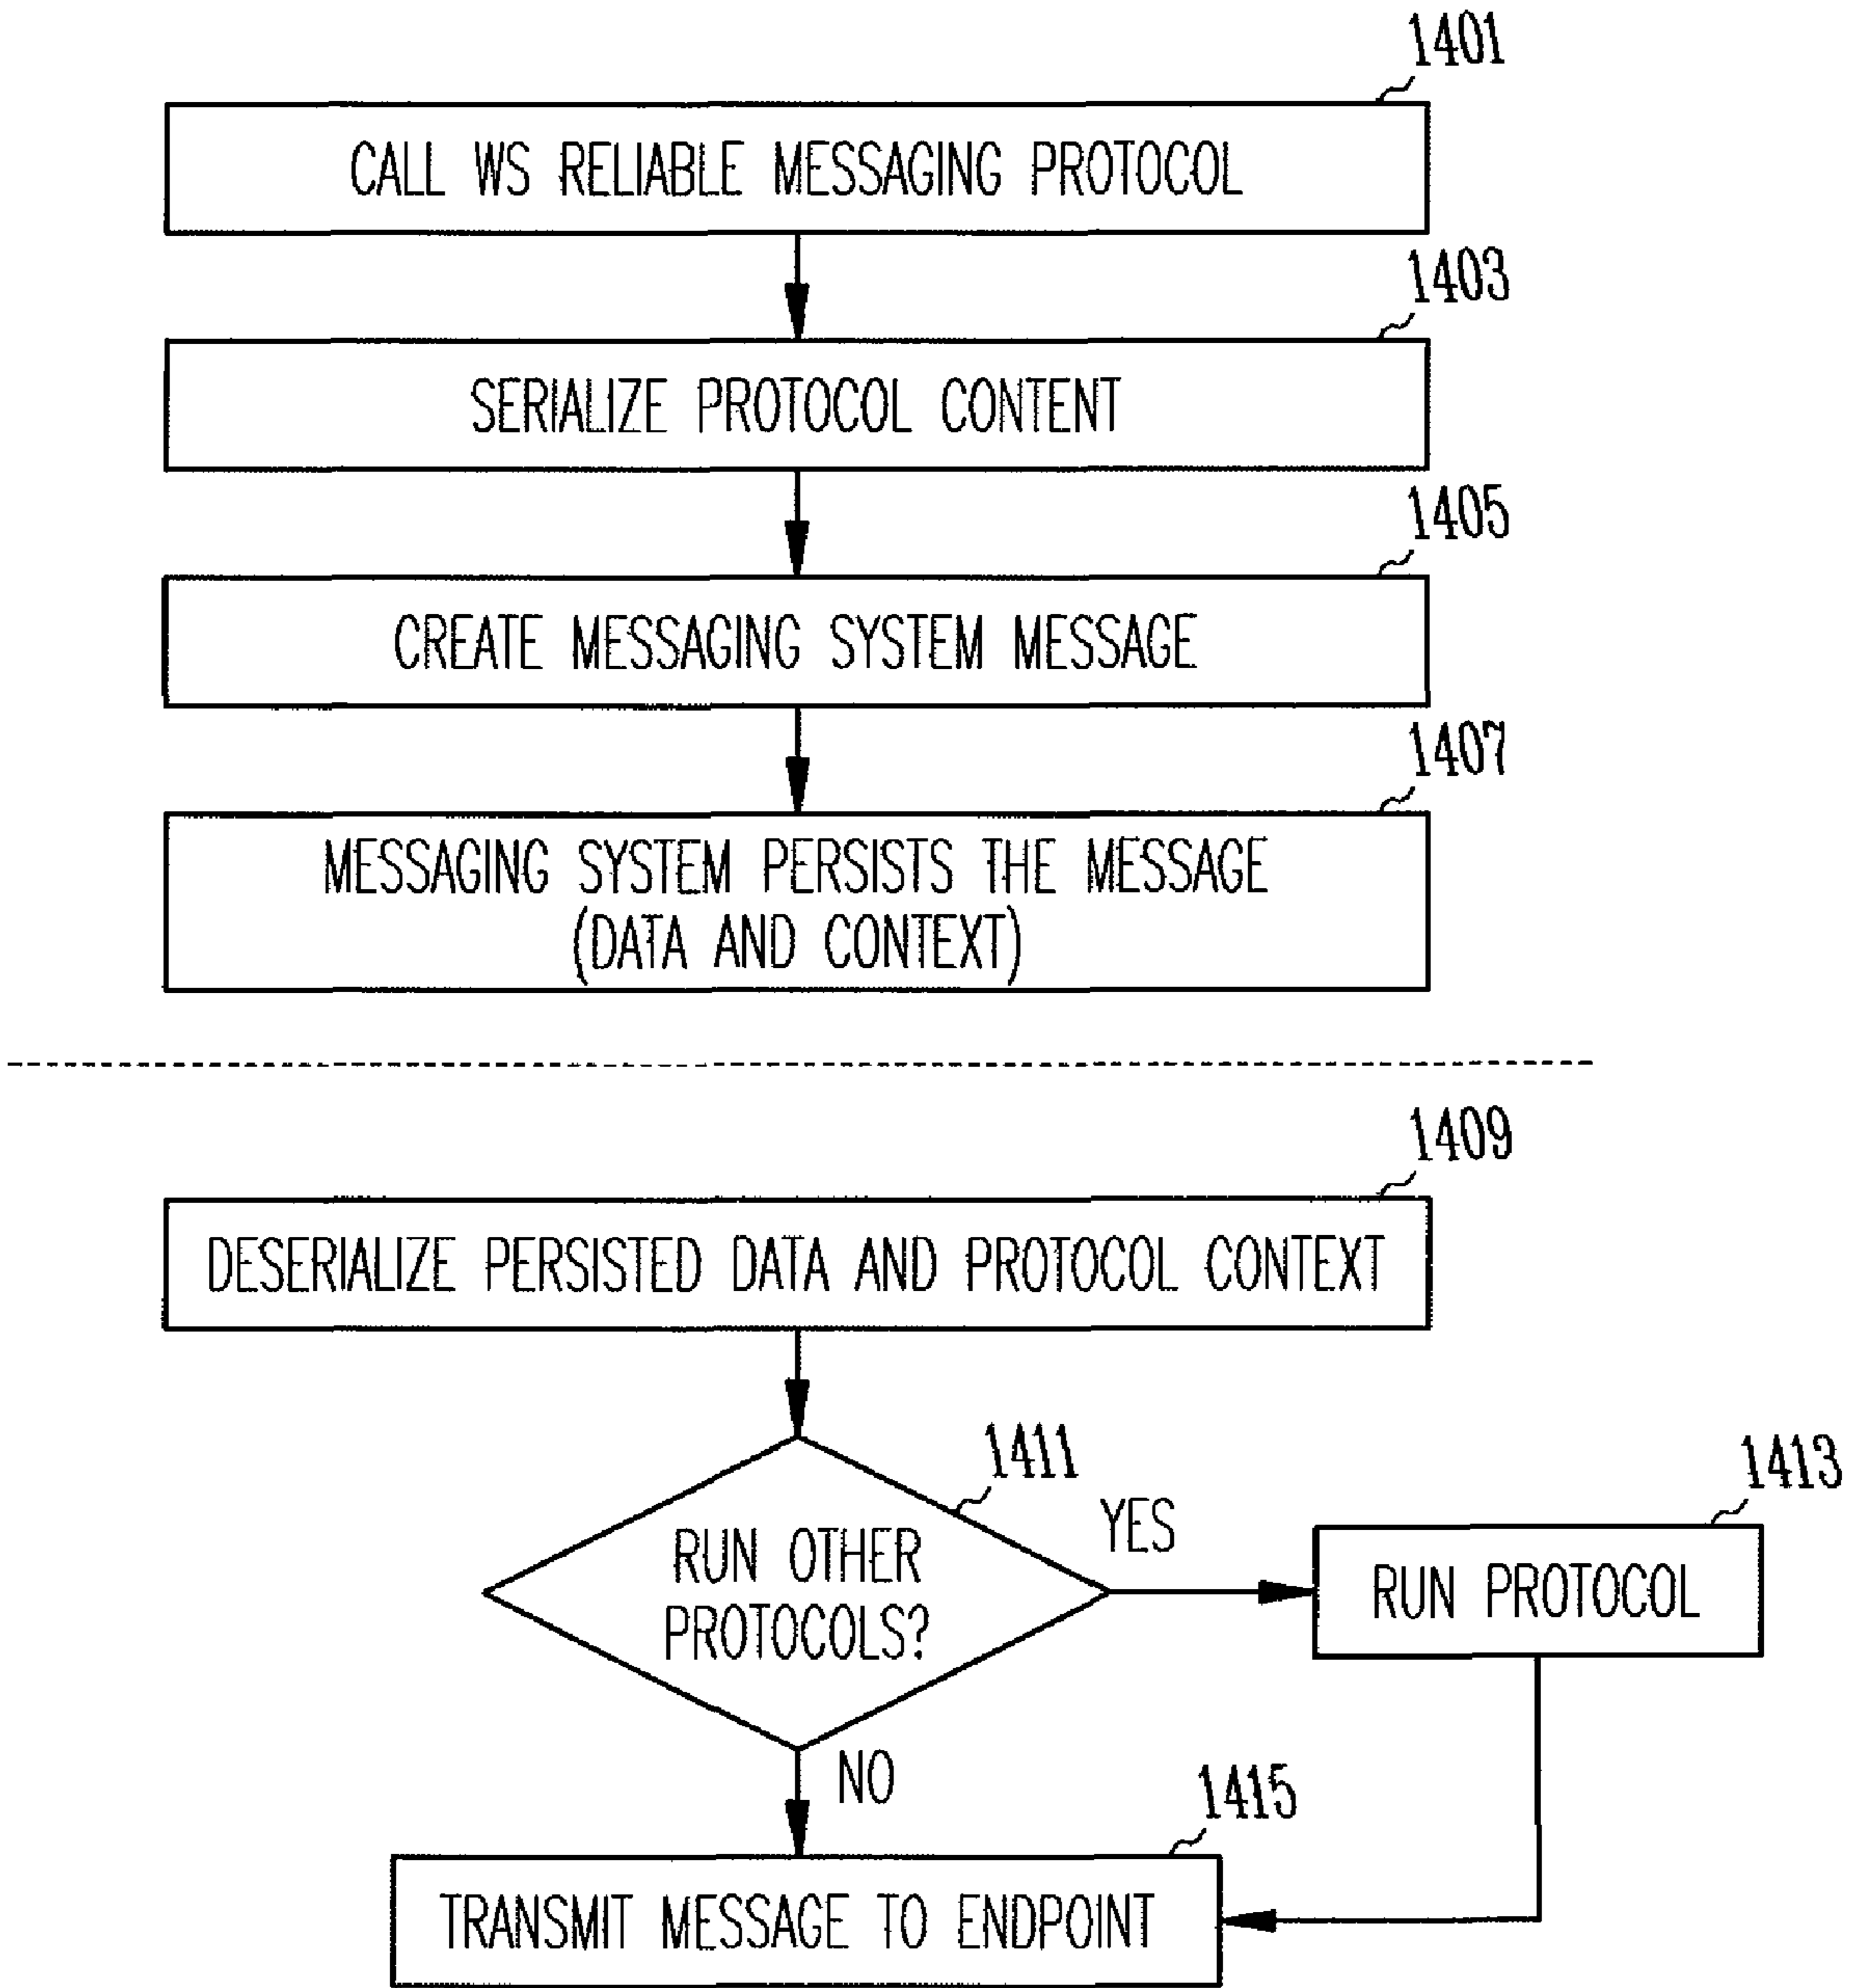 1401
CALL WS RELIABLE MESSAGING PROTOCOL
1403
SERIALIZE PROTOCOL CONTENT
1405
CREATE MESSAGING SYSTEM MESSAGE
1407
MESSAGING SYSTEM PERSISTS THE MESSAGE
(DATA AND CONTEXT)
1409
DESERIALIZE PERSISTED DATA AND PROTOCOL CONTEXT
1411
RUN OTHER
PROTOCOLS?
YES
1413
RUN PROTOCOL
NO
1415
TRANSMIT MESSAGE TO ENDPOINT